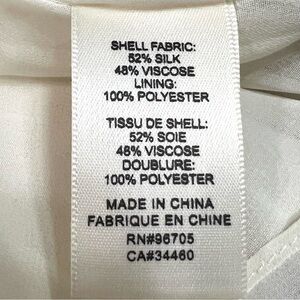 SHELL FABRIC:
52% SILK
48% VISCOSE
LINING:
100% POLYESTER
TISSU DE SHELL:
52% SOIE
48% VISCOSE
DOUBLURE:
100% POLYESTER
MADE IN CHINA
FABRIQUE EN CHINE
RN#96705
CA#34460